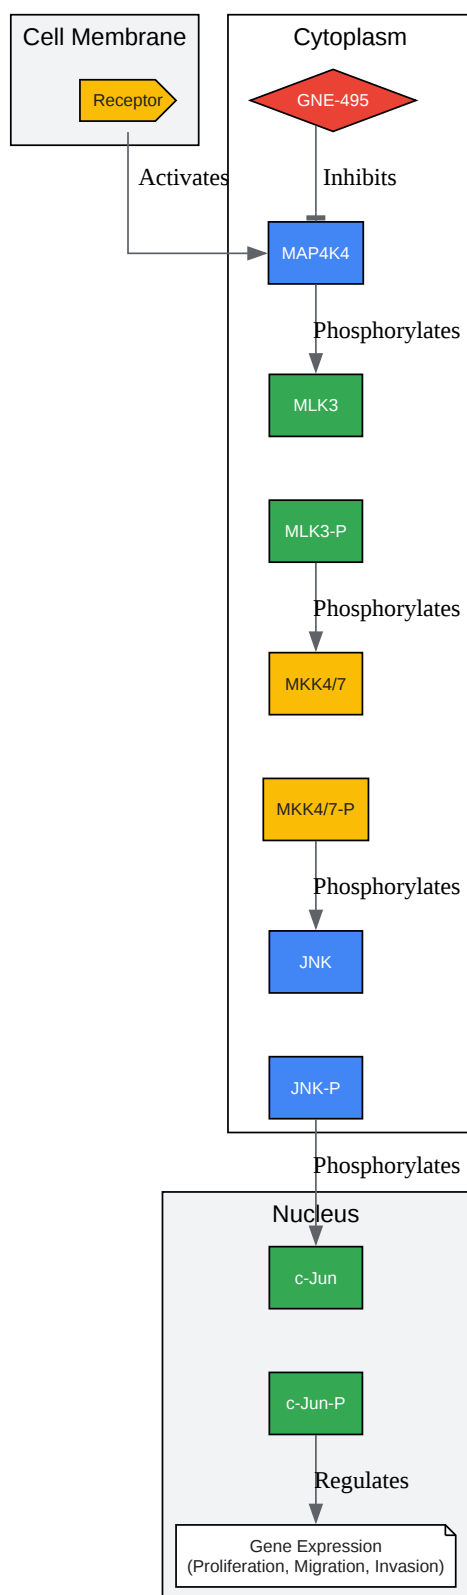 Cell Membrane
Receptor
Activates
Cytoplasm
GNE-495
Inhibits
MAP4K4
Phosphorylates
MLK3
MLK3-P
Phosphorylates
MKK4/7
MKK4/7-P
Phosphorylates
JNK
JNK-P
Phosphorylates
Nucleus
c-Jun
c-Jun-P
Regulates
Gene Expression
(Proliferation, Migration, Invasion)